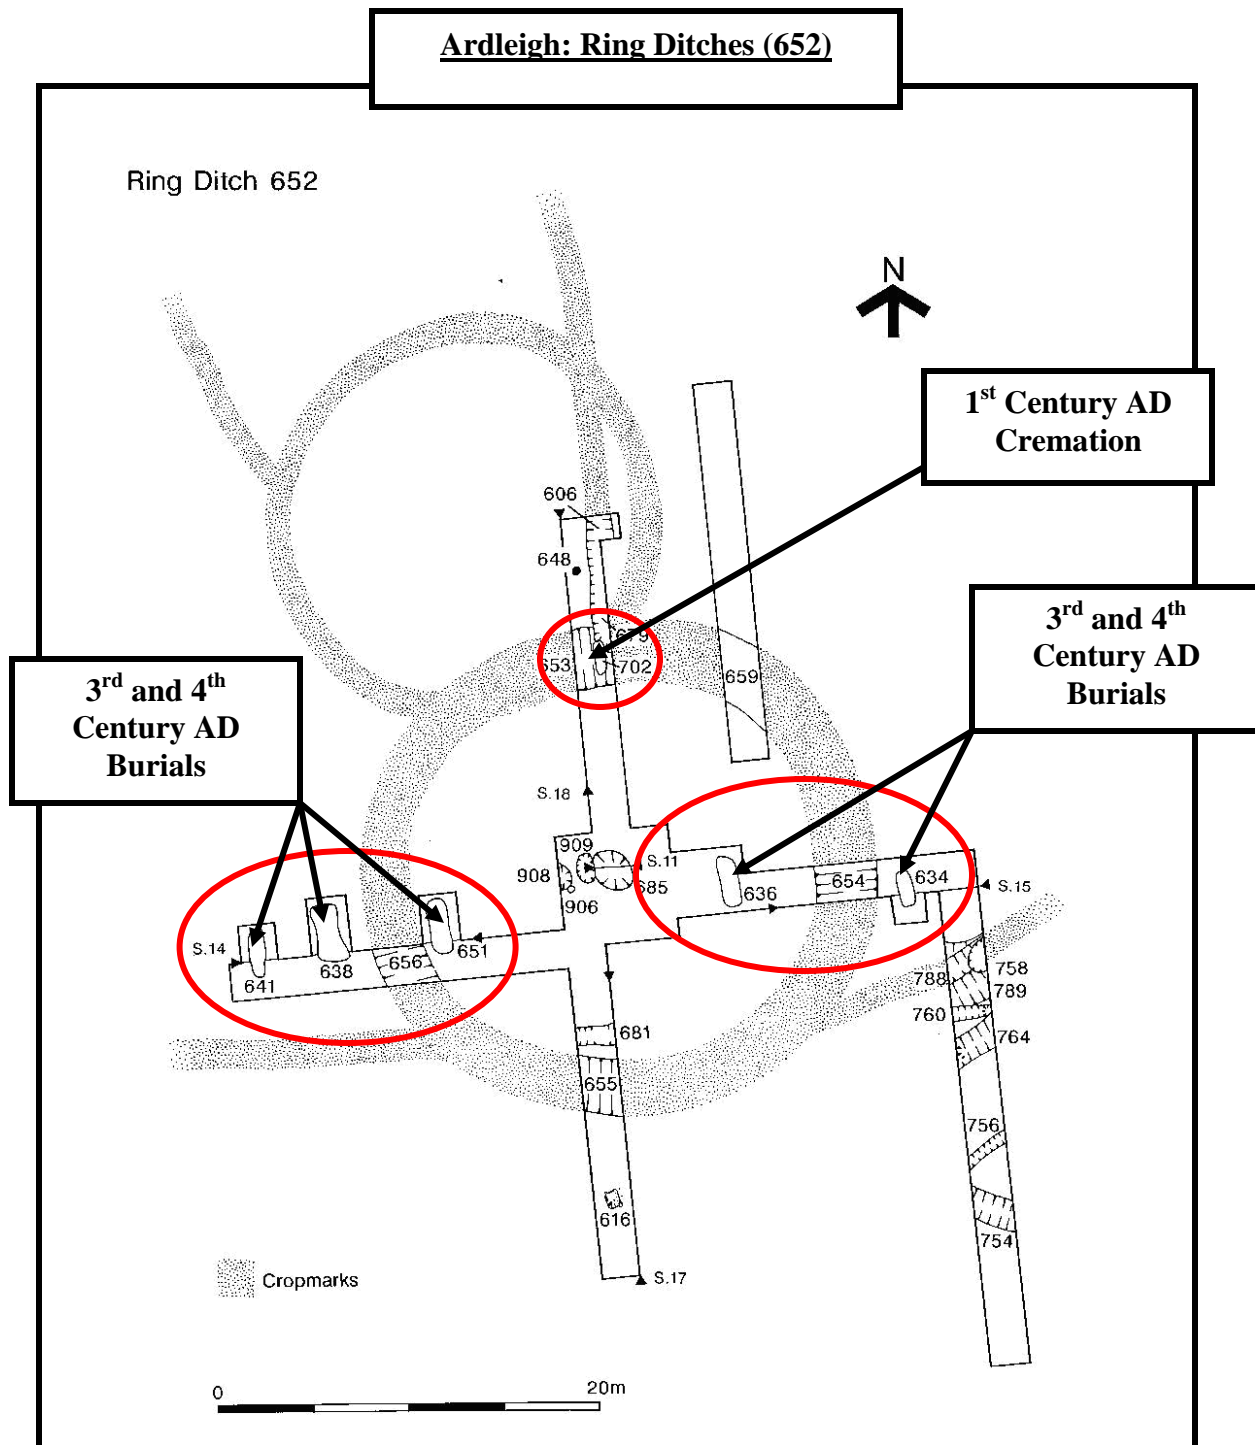 Ardleigh: Ring Ditches (652)
Ring Ditch 652
N
1st Century AD
Cremation
606
648
3rd and 4th
Century AD
Burials
679
653
702
659
3rd and 4th
Century AD
Burials
S.18
909
S.11
908
685
906
636
654
634
S.15
S.14
641
638
656
651
788
758
789
760
764
681
655
756
616
754
S.17
Cropmarks
0
20m